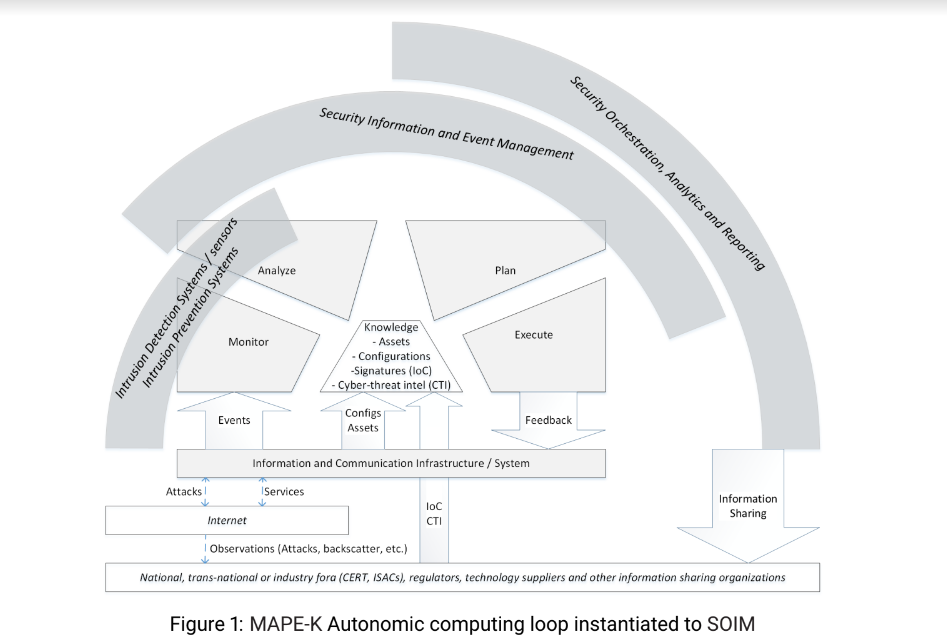 Security Orchestration, Analytics and Reporting
Security Information and Event Management
Intrusion Detection Systems / sensors
Intrusion Prevention Systems
Analyze
Plan
Monitor
Execute
Knowledge
- Assets
- Configurations
-Signatures (IoC)
- Cyber-threat intel (CTI)
Events
Configs
Assets
Feedback
Information and Communication Infrastructure / System
Attacks
Services
IoC
CTI
Information
Sharing
Internet
Observations (Attacks, backscatter, etc.)
National, trans-national or industry fora (CERT, ISACs), regulators, technology suppliers and other information sharing organizations
Figure 1: MAPE-K Autonomic computing loop instantiated to SOIM